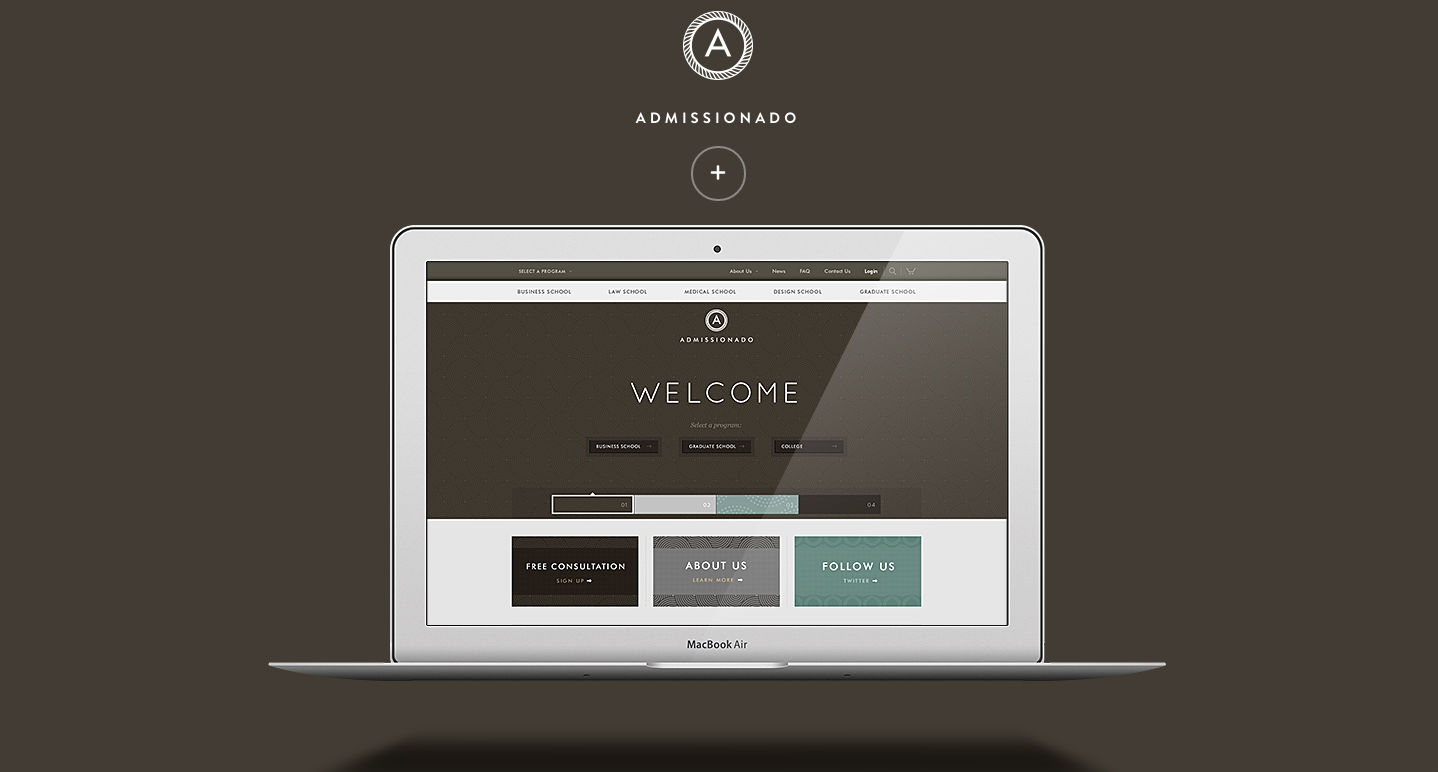 A
ADMISSIONADO
+
SELECT A PROGRAM
About Us News FAQ Contact Us Login
BUSINESS SCHOOL LAW SCHOOL MEDICAL SCHOOL DESIGN SCHOOL GRADUATE SCHOOL
A
ADMISSIONADO
WELCOME
Select a program:
BUSINESS SCHOOL → GRADUATE SCHOOL → COLLEGE →
01 02 03 04
FREE CONSULTATION
SIGN UP ➡
ABOUT US
LEARN MORE ➡
FOLLOW US
TWITTER ➡
MacBook Air